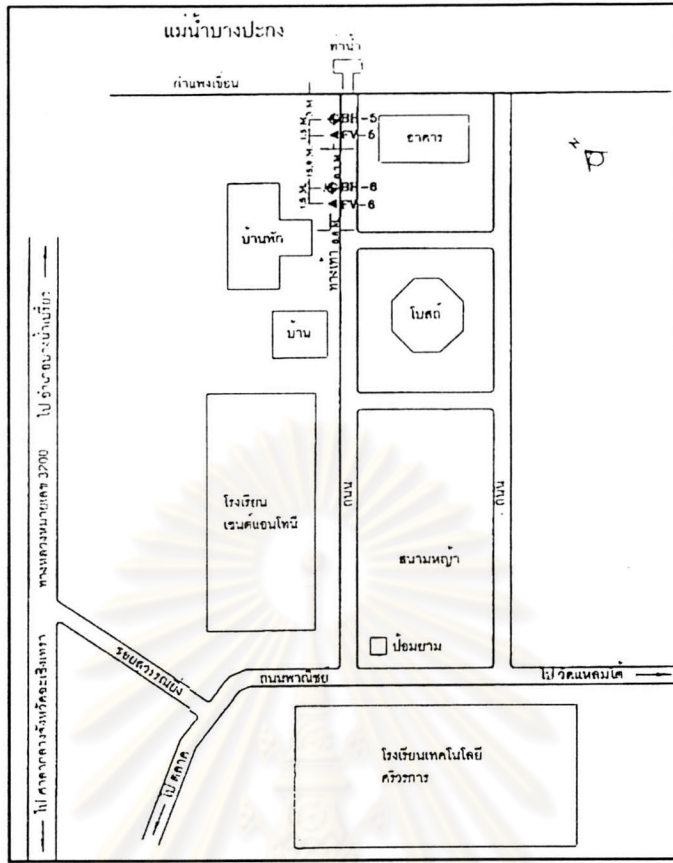 แม่น้ำบางปะกง
ท่าน้ำ
กำแพงเขื่อน
BH-5
FV-5
อาคาร
N
BH-6
FV-6
บ้านพัก
ทางเท้า
โบสถ์
บ้าน
ไป อำเภอบางน้ำเปรี้ยว
ทางหลวงหมายเลข 3200
โรงเรียน
เซนต์แอนโทนี
ถนน
ถนน
สนามหญ้า
ป้อมยาม
ถนนพาณิชย
ไป วัดแหลมใต้
ไป ตลาด
ไป ศาลากลางจังหวัดฉะเชิงเทรา
โรงเรียนเทคโนโลยี
ศรีวรการ